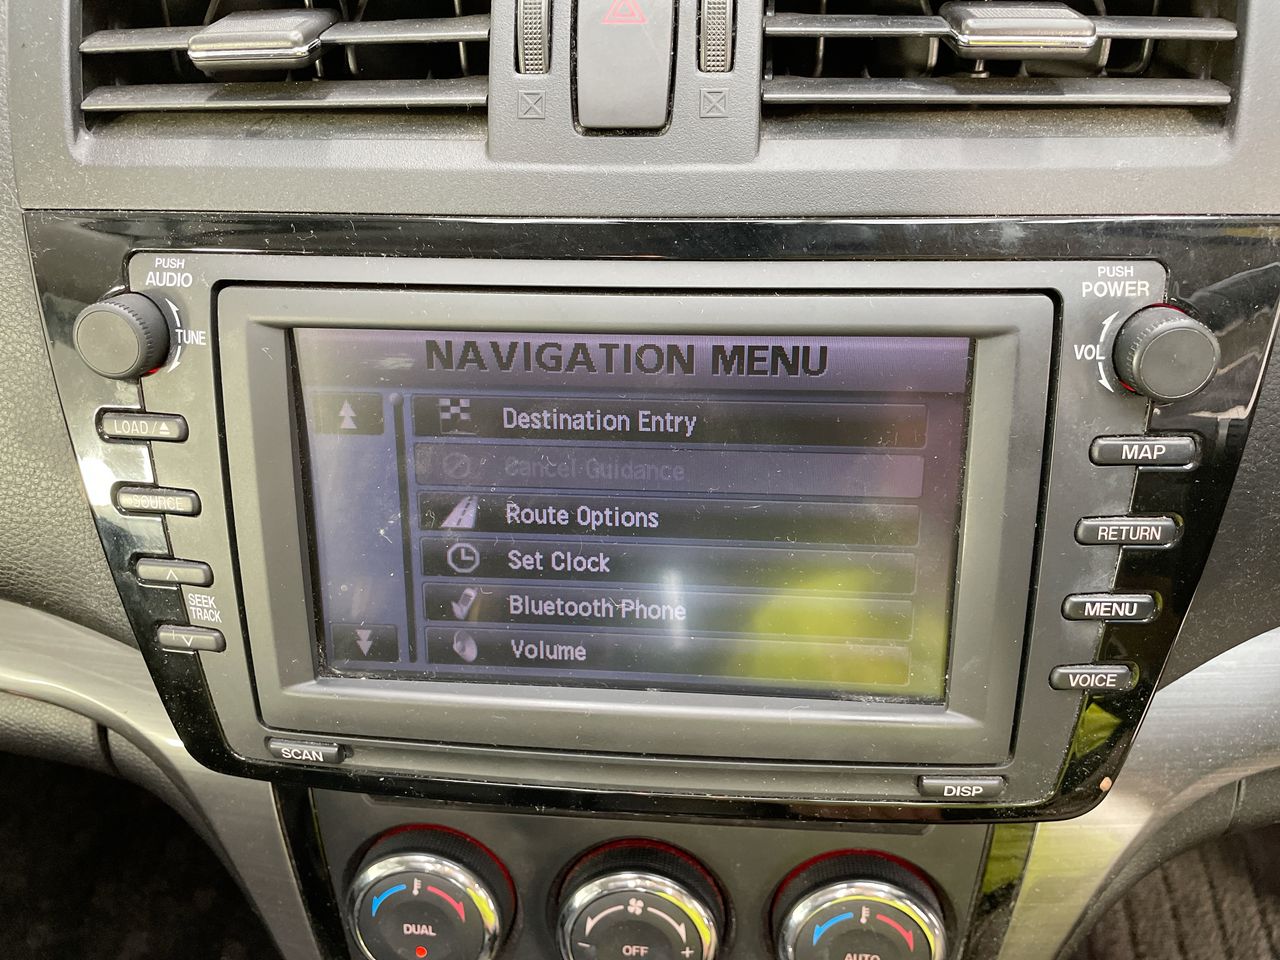 PUSH
AUDIO
TUNE
LOAD/
SOURCE
SEEK
TRACK
SCAN
NAVIGATION MENU
Destination Entry
Cancel Guidance
Route Options
Set Clock
Bluetooth Phone
Volume
PUSH
POWER
VOL
MAP
RETURN
MENU
VOICE
DISP
DUAL
OFF
- +
AUTO